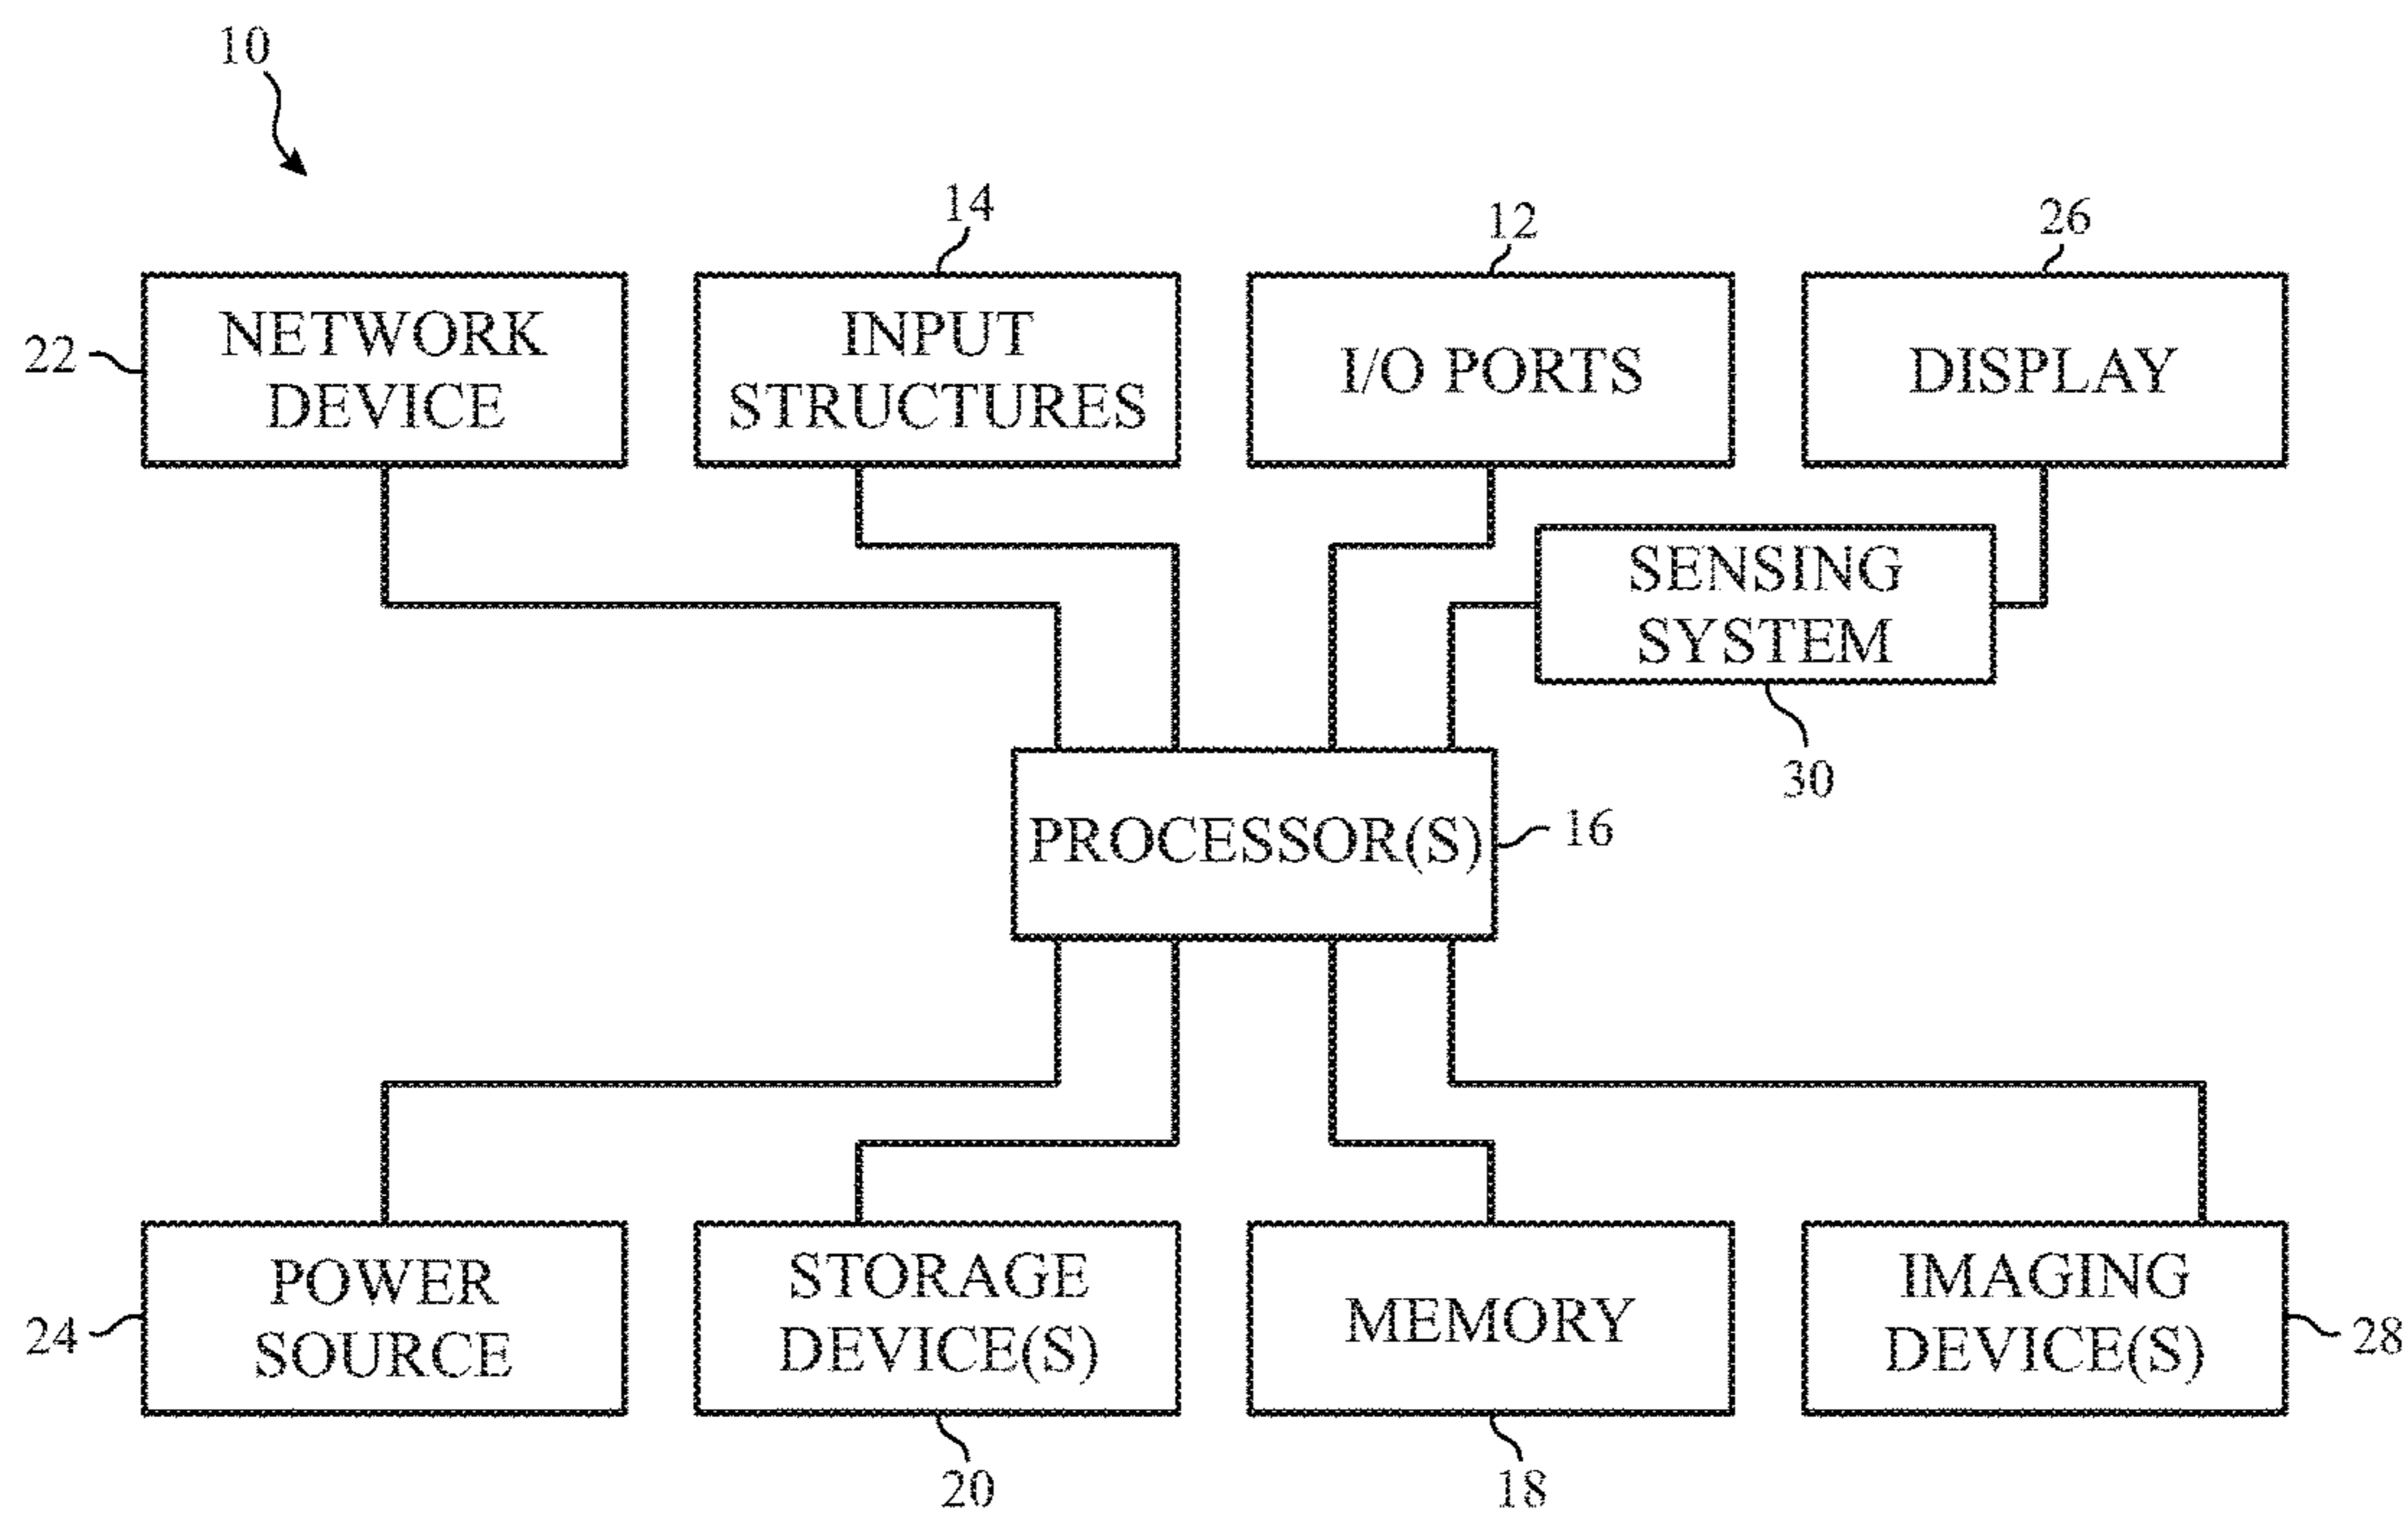 10
14
12
26
22
NETWORK
DEVICE
INPUT
STRUCTURES
I/O PORTS
DISPLAY
SENSING
SYSTEM
30
PROCESSOR(S)
16
24
POWER
SOURCE
STORAGE
DEVICE(S)
MEMORY
IMAGING
DEVICE(S)
28
20
18